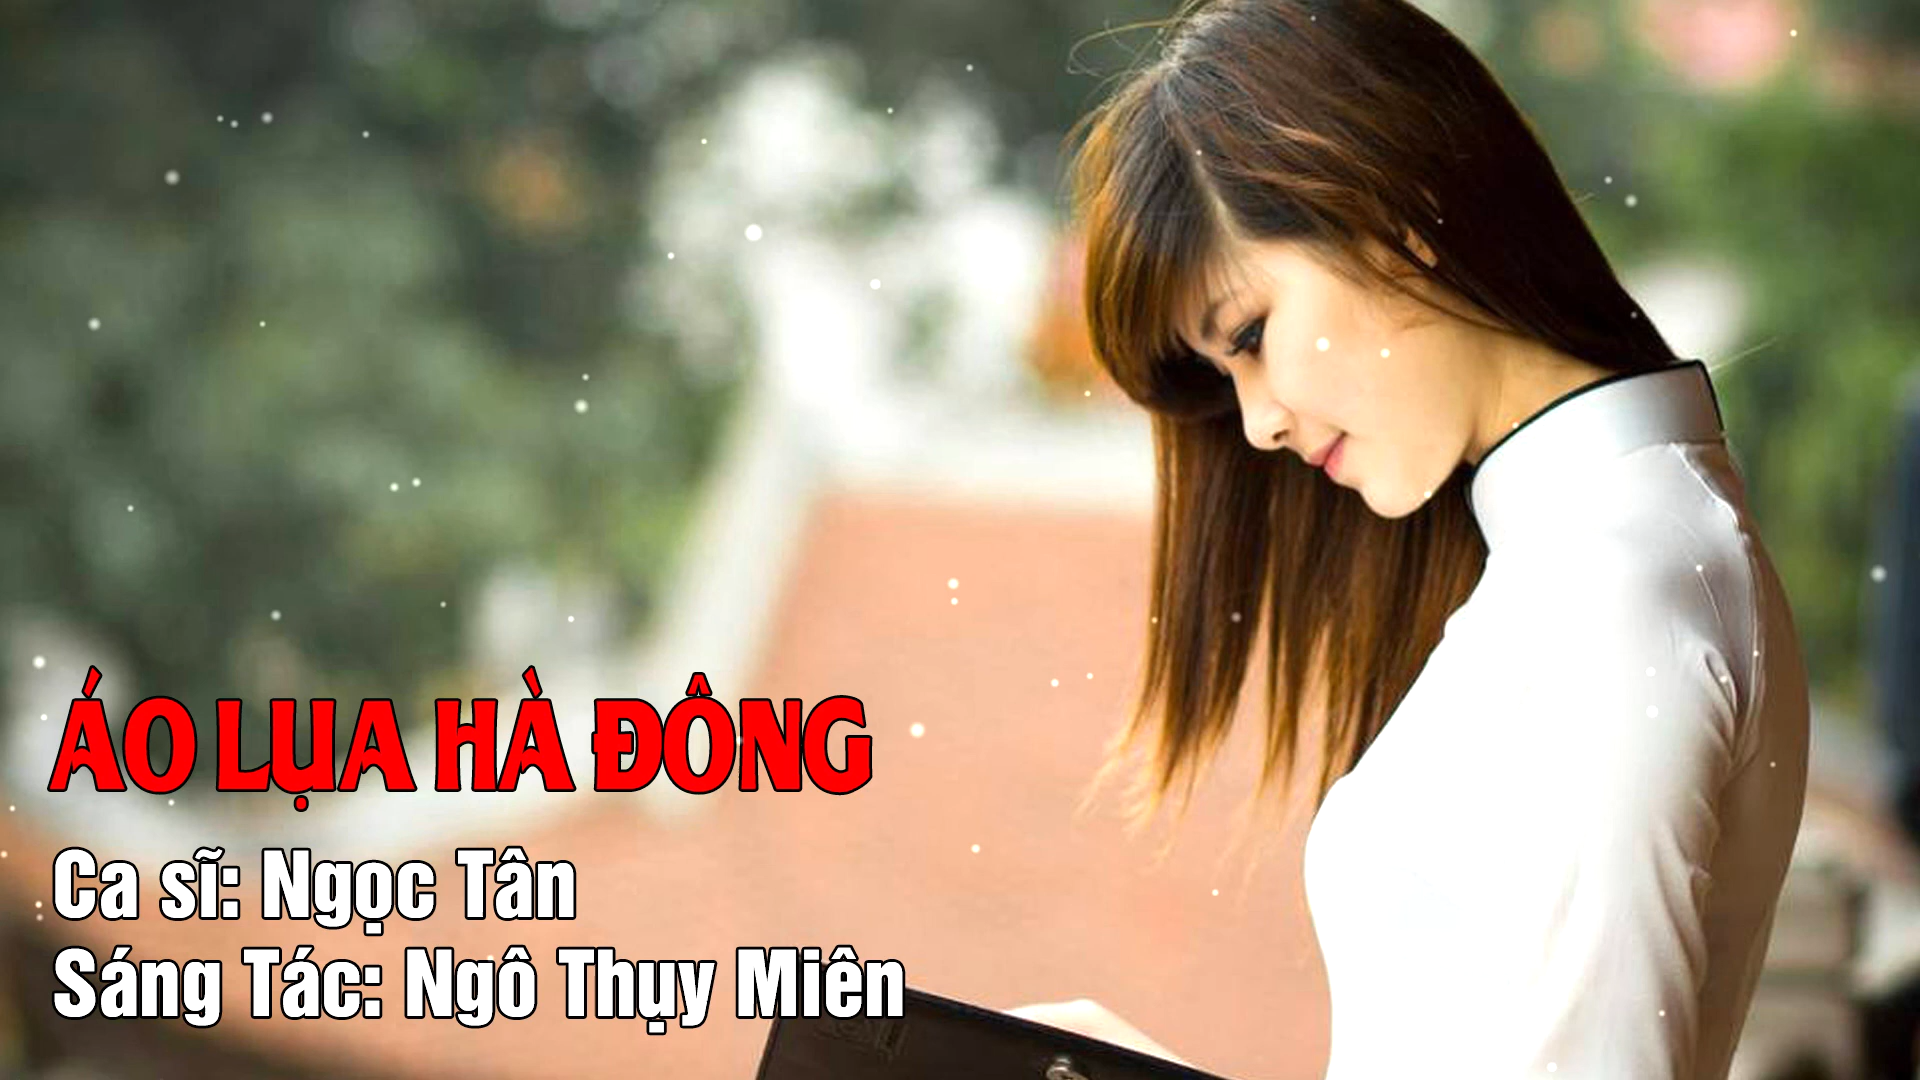 ÁO LỤA HÀ ĐÔNG
Ca sĩ: Ngọc Tân
Sáng Tác: Ngô Thụy Miên